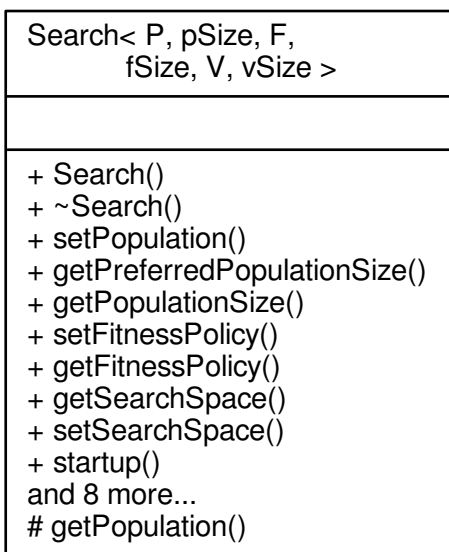 Search< P, pSize, F,
fSize, V, vSize >
+ Search()
+ ~Search()
+ setPopulation()
+ getPreferredPopulationSize()
+ getPopulationSize()
+ setFitnessPolicy()
+ getFitnessPolicy()
+ getSearchSpace()
+ setSearchSpace()
+ startup()
and 8 more...
# getPopulation()